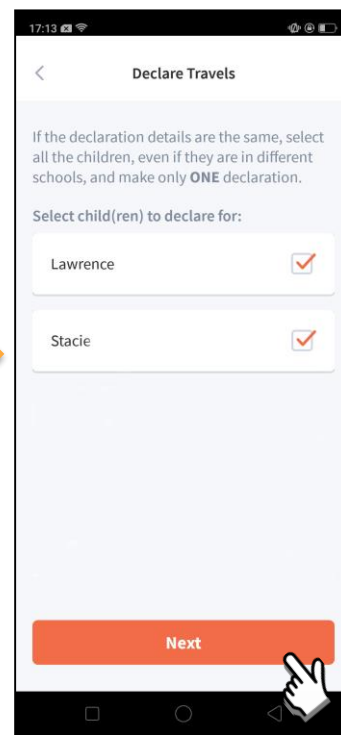 17:13
Declare Travels
If the declaration details are the same, select
all the children, even if they are in different
schools, and make only ONE declaration.
Select child(ren) to declare for:
Lawrence
Stacie
Next